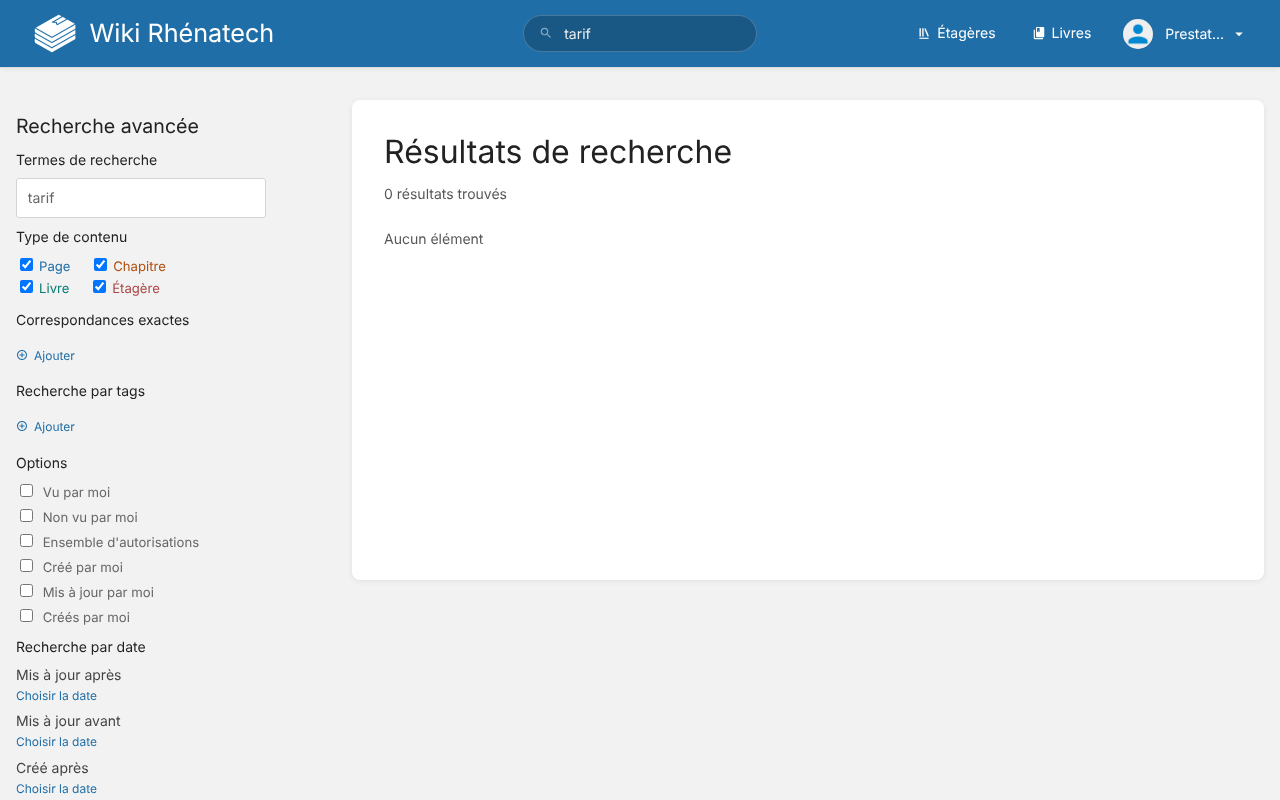 Wiki Rhénatech
tarif
Étagères
Livres
Prestat...
Recherche avancée
Termes de recherche
tarif
Type de contenu
Page
Chapitre
Livre
Étagère
Correspondances exactes
Ajouter
Recherche par tags
Ajouter
Options
Vu par moi
Non vu par moi
Ensemble d'autorisations
Créé par moi
Mis à jour par moi
Créés par moi
Recherche par date
Mis à jour après
Choisir la date
Mis à jour avant
Choisir la date
Créé après
Choisir la date
Résultats de recherche
0 résultats trouvés
Aucun élément